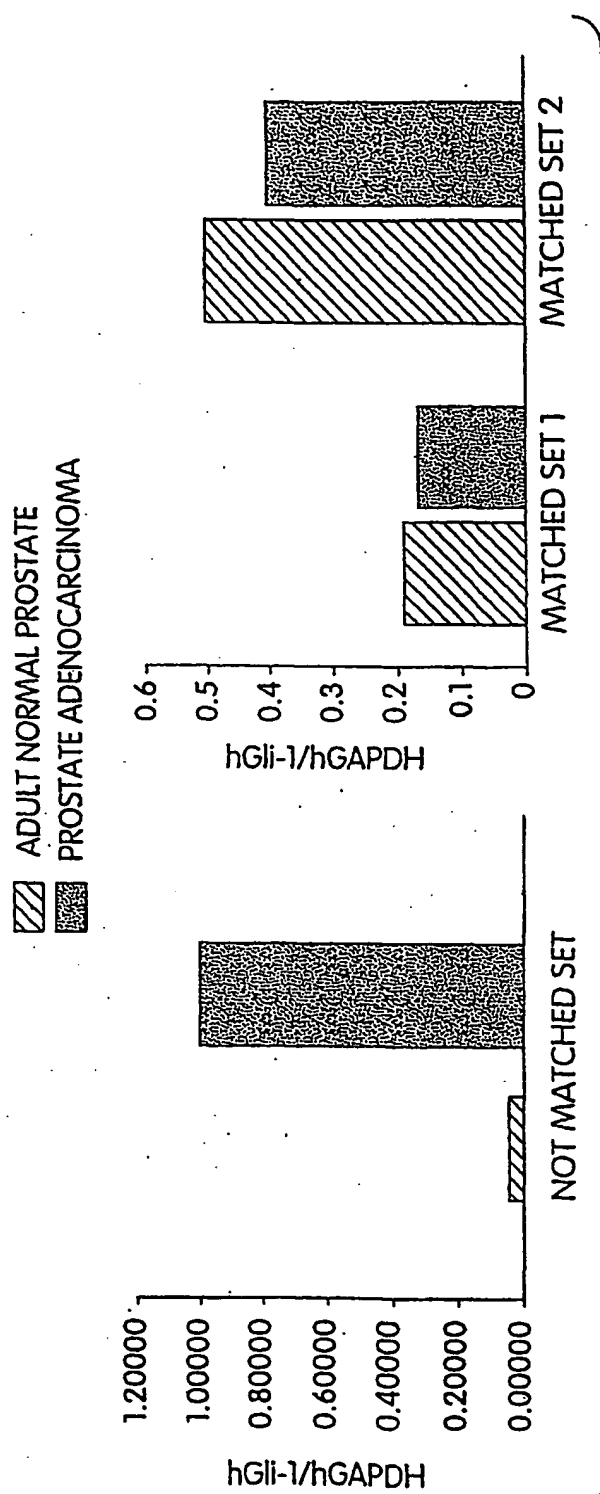 ADULT NORMAL PROSTATE
PROSTATE ADENOCARCINOMA
hGli-1/hGAPDH
1.20000
1.00000
0.80000
0.60000
0.40000
0.20000
0.00000
NOT MATCHED SET
hGli-1/hGAPDH
0.6
0.5
0.4
0.3
0.2
0.1
0
MATCHED SET 1
MATCHED SET 2